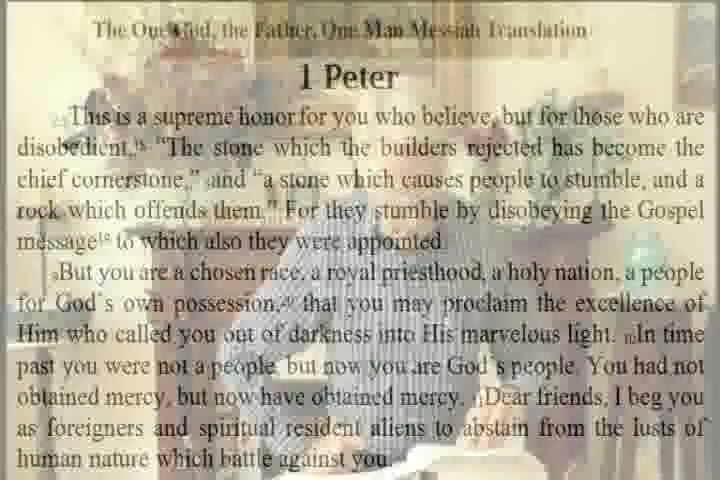 The One God, the Father, One Man Messiah Translation
1 Peter
This is a supreme honor for you who believe, but for those who are
disobedient, "The stone which the builders rejected has become the
chief cornerstone," and "a stone which causes people to stumble, and a
rock which offends them." For they stumble by disobeying the Gospel
message to which also they were appointed.
But you are a chosen race, a royal priesthood, a holy nation, a people
for God's own possession, that you may proclaim the excellence of
Him who called you out of darkness into His marvelous light. In time
past you were not a people, but now you are God's people. You had not
obtained mercy, but now have obtained mercy. Dear friends, I beg you
as foreigners and spiritual resident aliens to abstain from the lusts of
human nature which battle against you.